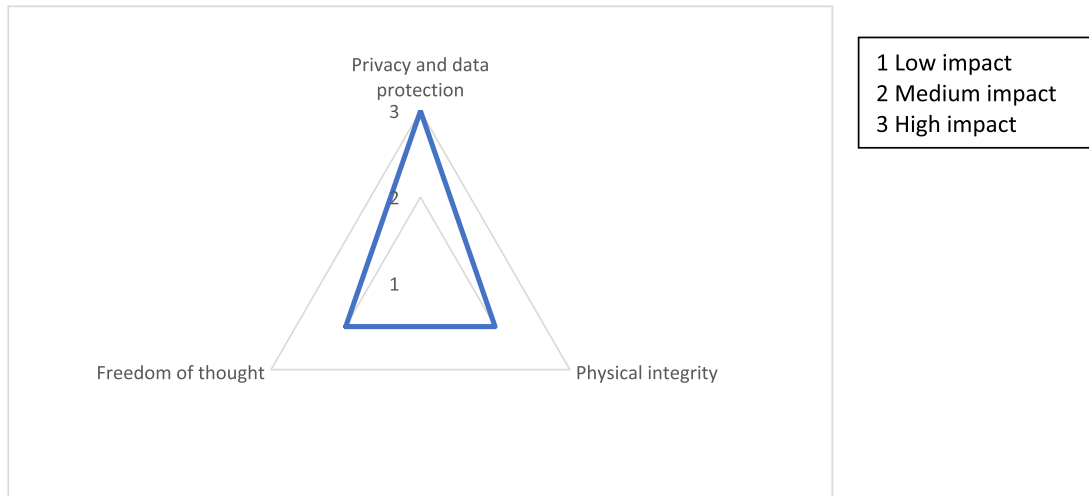 Privacy and data
protection
3
2
1
Freedom of thought
Physical integrity
1 Low impact
2 Medium impact
3 High impact